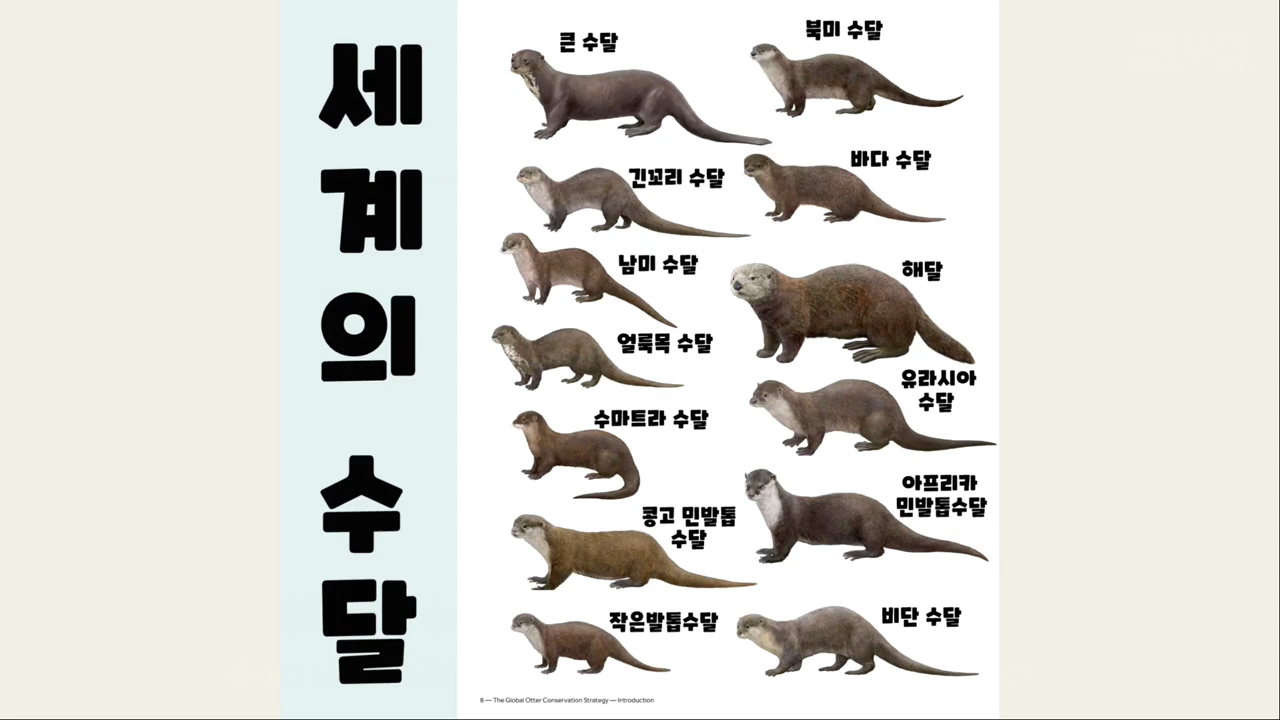 세계의 수달
큰 수달
북미 수달
긴꼬리 수달
바다 수달
남미 수달
해달
얼룩목 수달
유라시아
수달
수마트라 수달
아프리카
민발톱수달
콩고 민발톱
수달
작은발톱수달
비단 수달
8 — The Global Otter Conservation Strategy — Introduction